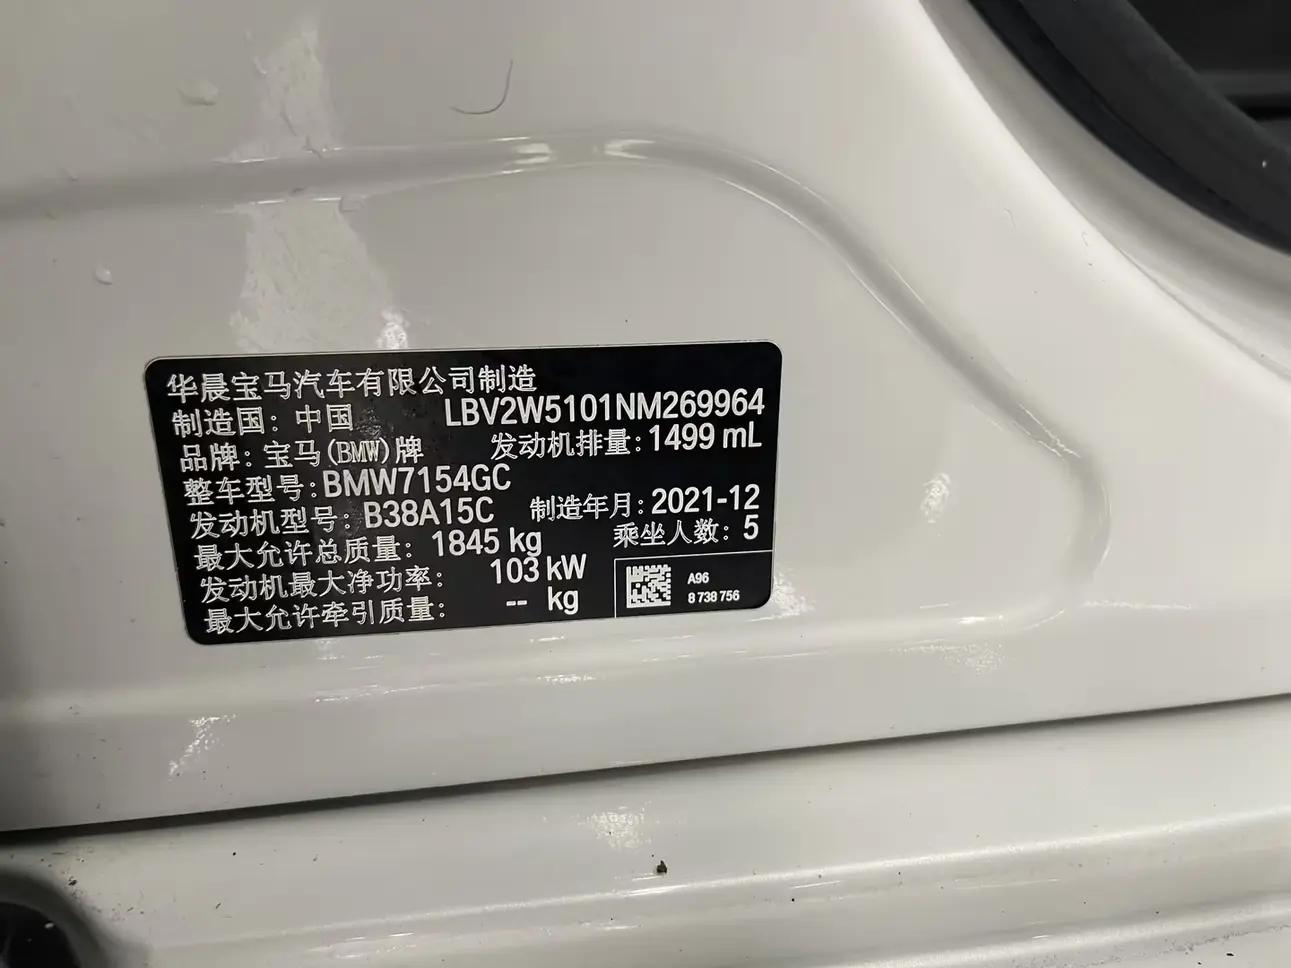 华晨宝马汽车有限公司制造
制造国: 中国 LBV2W5101NM269964
品牌: 宝马(BMW)牌 发动机排量: 1499 mL
整车型号: BMW7154GC
发动机型号: B38A15C 制造年月: 2021-12
最大允许总质量: 1845 kg 乘坐人数: 5
发动机最大净功率: 103 kW
最大允许牵引质量: -- kg
A96
8 738 756